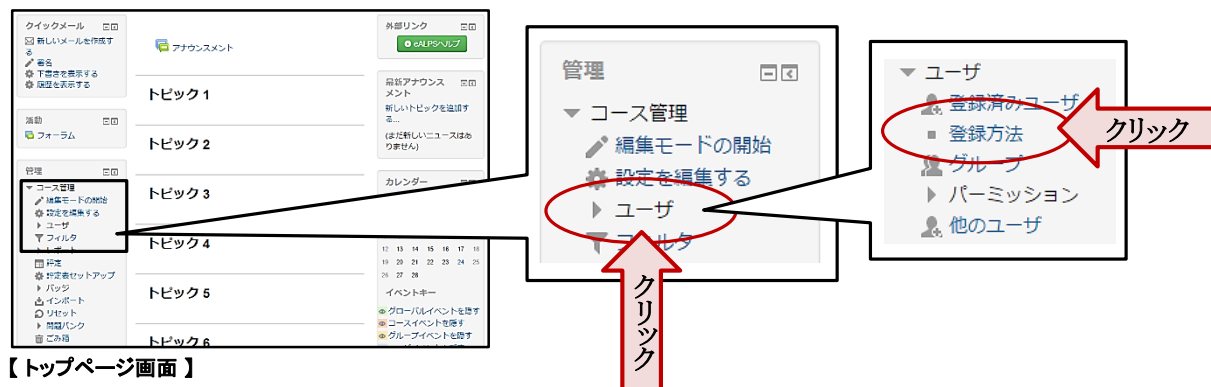 クイックメール
新しいメールを作成す
る
署名
下書きを表示する
履歴を表示する
活動
フォーラム
管理
コース管理
編集モードの開始
設定を編集する
ユーザ
フィルタ
レポート
評定
評定表セットアップ
バッジ
インポート
リセット
問題バンク
ごみ箱
アナウンスメント
トピック 1
トピック 2
トピック 3
トピック 4
トピック 5
トピック 6
外部リンク
eALPSヘルプ
最新アナウンス
メント
新しいトピックを追加す
る...
(まだ新しいニュースはあ
りません)
カレンダー
12 13 14 15 16 17 18
19 20 21 22 23 24 25
26 27 28
イベントキー
グローバルイベントを隠す
コースイベントを隠す
グループイベントを隠す
【 トップページ画面 】
管理
コース管理
編集モードの開始
設定を編集する
ユーザ
フィルタ
クリック
ユーザ
登録済みユーザ
登録方法
グループ
パーミッション
他のユーザ
クリック